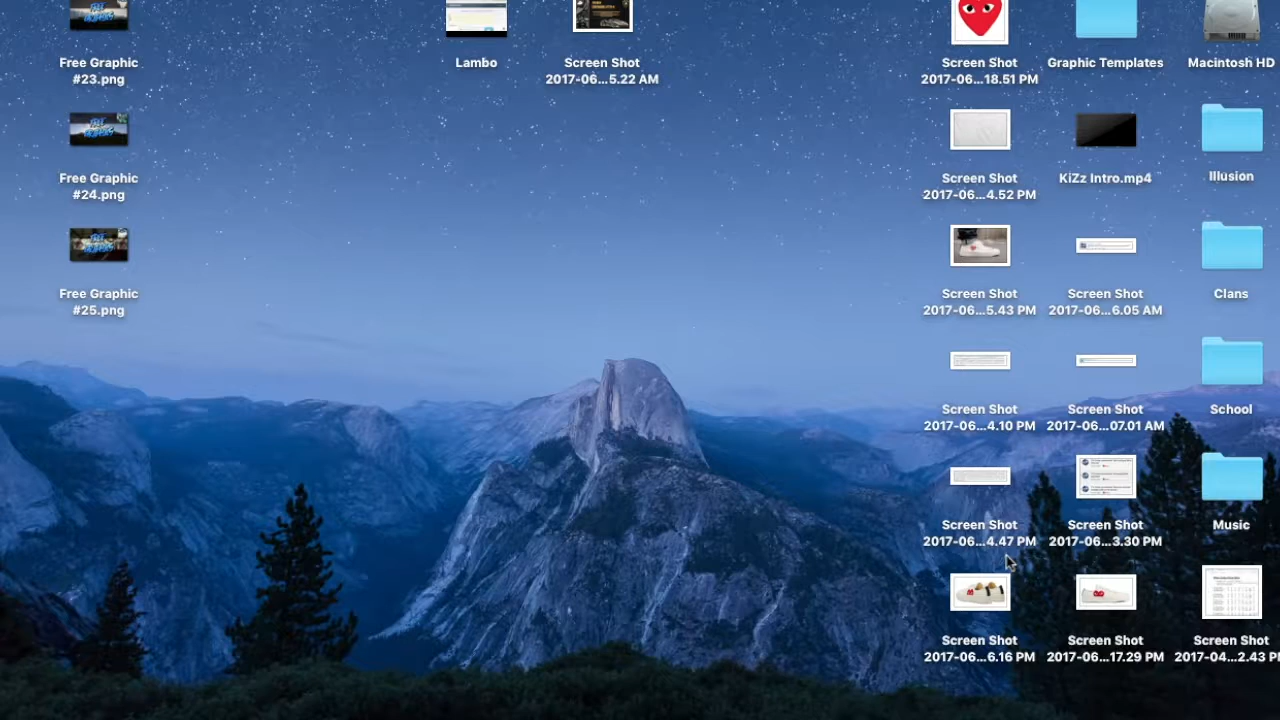 Free Graphic
#23.png
Lambo
Screen Shot
2017-06...5.22 AM
Screen Shot
2017-06...18.51 PM
Graphic Templates
Macintosh HD
Free Graphic
#24.png
Screen Shot
2017-06...4.52 PM
KiZz Intro.mp4
Illusion
Free Graphic
#25.png
Screen Shot
2017-06...5.43 PM
Screen Shot
2017-06...6.05 AM
Clans
Screen Shot
2017-06...4.10 PM
Screen Shot
2017-06...07.01 AM
School
Screen Shot
2017-06...4.47 PM
Screen Shot
2017-06...3.30 PM
Music
Screen Shot
2017-06...6.16 PM
Screen Shot
2017-06...17.29 PM
Screen Shot
2017-04...2.43 P